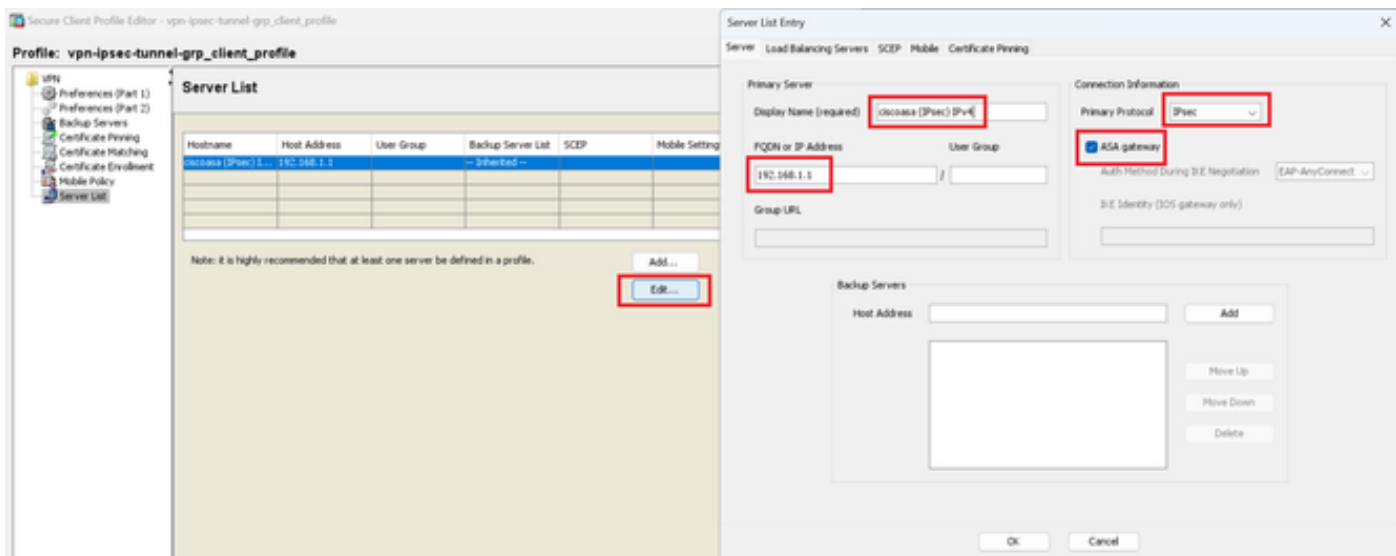 Secure Client Profile Editor - vpn-ipsec-tunnel-grp_client_profile
Profile: vpn-ipsec-tunnel-grp_client_profile
VPN
Preferences (Part 1)
Preferences (Part 2)
Backup Servers
Certificate Pinning
Certificate Matching
Certificate Enrollment
Mobile Policy
Server List
Server List
Hostname Host Address User Group Backup Server List SCEP Mobile Setting
ciscoasa (IPsec) I... 192.168.1.1 -- Inherited --
Note: it is highly recommended that at least one server be defined in a profile.
Add...
Edit...
Server List Entry
Server Load Balancing Servers SCEP Mobile Certificate Pinning
Primary Server
Display Name (required) ciscoasa (IPsec) IPv4
FQDN or IP Address User Group
192.168.1.1 /
Group URL
Connection Information
Primary Protocol IPsec
ASA gateway
Auth Method During IKE Negotiation EAP-AnyConnect
IKE Identity (IOS gateway only)
Backup Servers
Host Address Add
Move Up
Move Down
Delete
OK Cancel